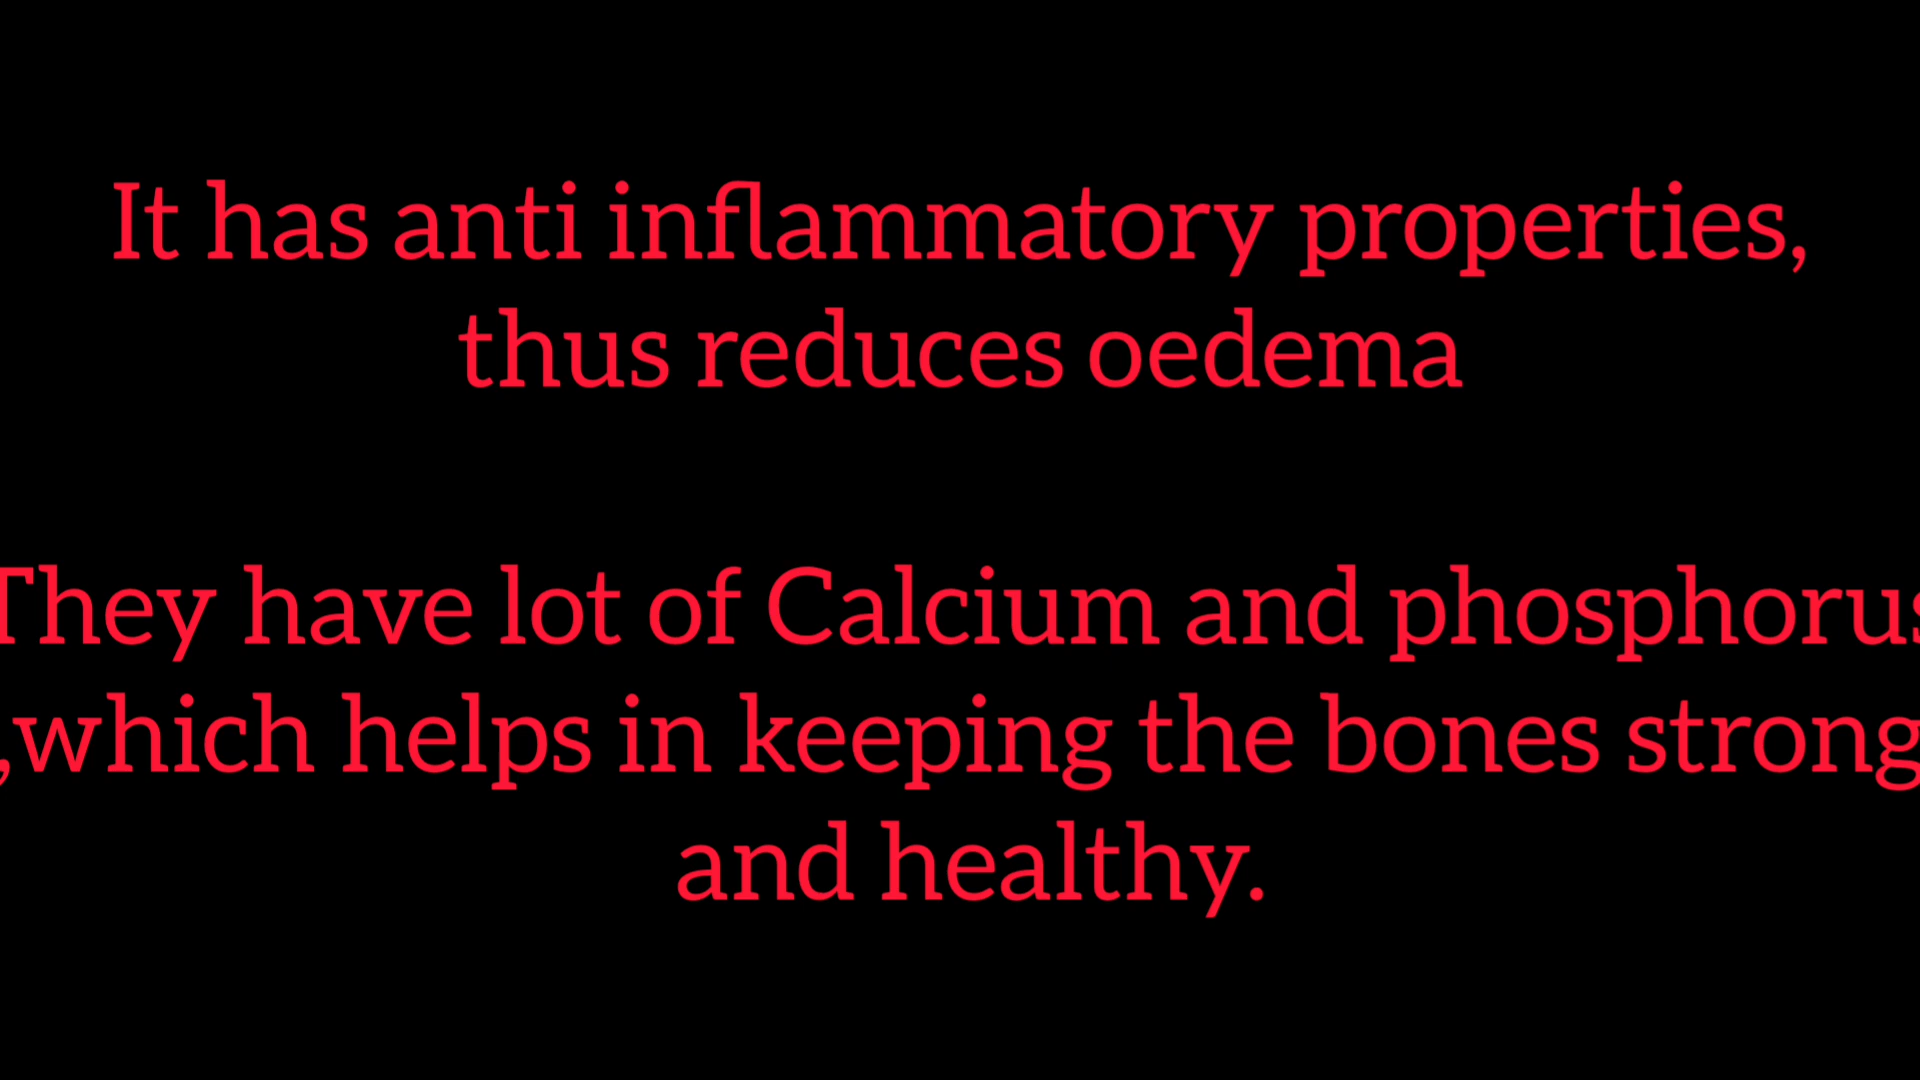 It has anti inflammatory properties,
thus reduces oedema
They have lot of Calcium and phosphorus
,which helps in keeping the bones strong
and healthy.